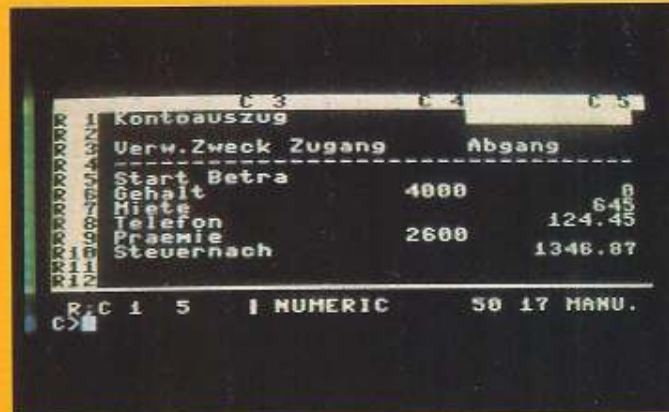 C 3 C 4 C 5
R 1 Kontoauszug
R 2
R 3 Verw.Zweck Zugang Abgang
R 4 ------------------------------------
R 5 Start Betra
R 6 Gehalt 4000 0
R 7 Miete 645
R 8 Telefon 124.45
R 9 Praemie 2600
R10 Steuernach 1346.87
R11
R12
R;C 1 5 | NUMERIC 50 17 MANU.
C>